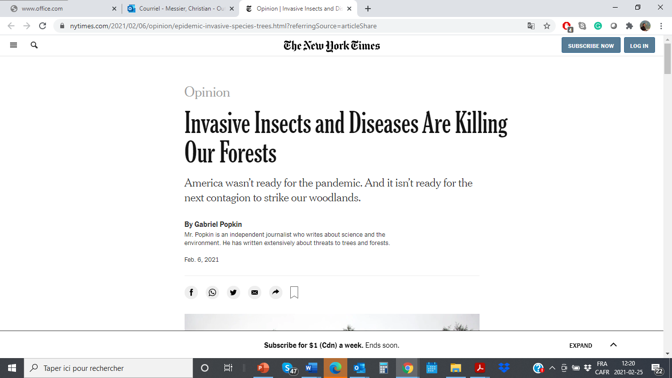 www.office.com
Courriel - Messier, Christian - Ou
Opinion | Invasive Insects and Di
nytimes.com/2021/02/06/opinion/epidemic-invasive-species-trees.html?referringSource=articleShare
The New York Times
SUBSCRIBE NOW
LOG IN
Opinion
Invasive Insects and Diseases Are Killing
Our Forests
America wasn't ready for the pandemic. And it isn't ready for the
next contagion to strike our woodlands.
By Gabriel Popkin
Mr. Popkin is an independent journalist who writes about science and the
environment. He has written extensively about threats to trees and forests.
Feb. 6, 2021
Subscribe for $1 (Cdn) a week. Ends soon.
EXPAND
Taper ici pour rechercher
47
FRA
CAFR
12:20
2021-02-25
22